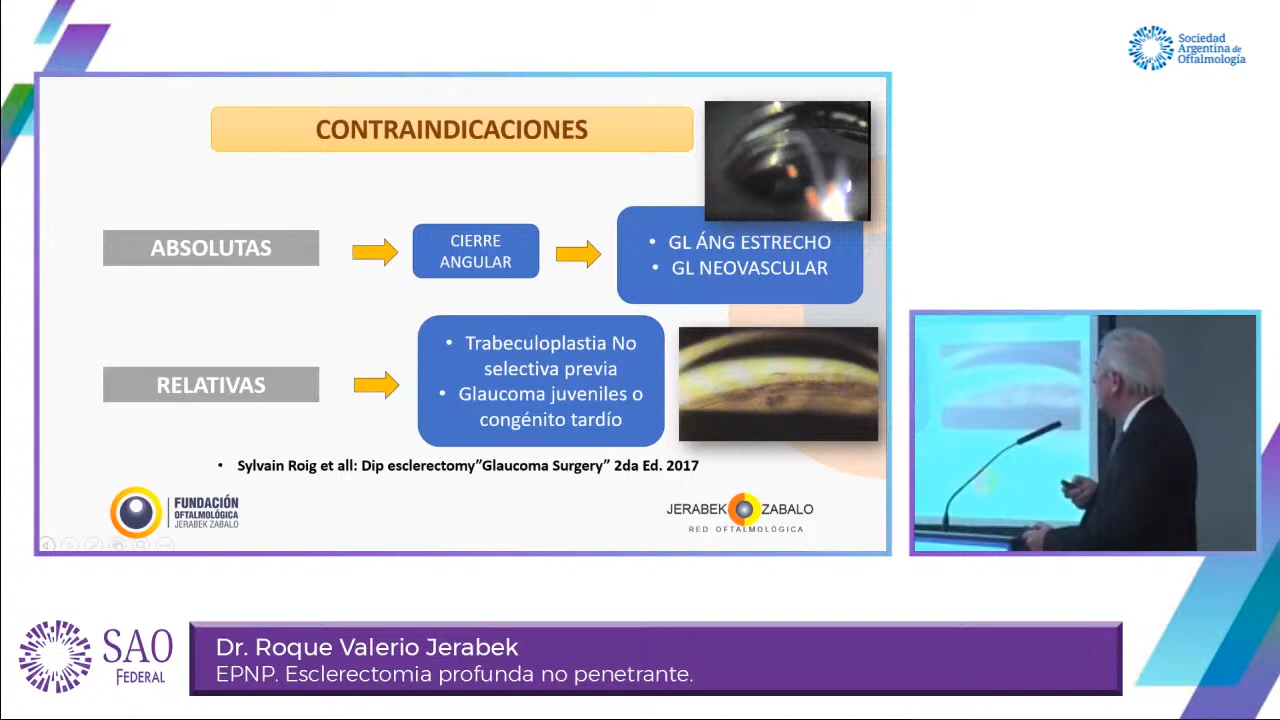 Sociedad
Argentina de
Oftalmología
CONTRAINDICACIONES
ABSOLUTAS
CIERRE
ANGULAR
• GL ÁNG ESTRECHO
• GL NEOVASCULAR
RELATIVAS
• Trabeculoplastia No
selectiva previa
• Glaucoma juveniles o
congénito tardío
• Sylvain Roig et all: Dip esclerectomy”Glaucoma Surgery” 2da Ed. 2017
FUNDACIÓN
OFTALMOLÓGICA
JERABEK ZABALO
JERABEK ZABALO
RED OFTALMOLÓGICA
SAO
FEDERAL
Dr. Roque Valerio Jerabek
EPNP. Esclerectomia profunda no penetrante.